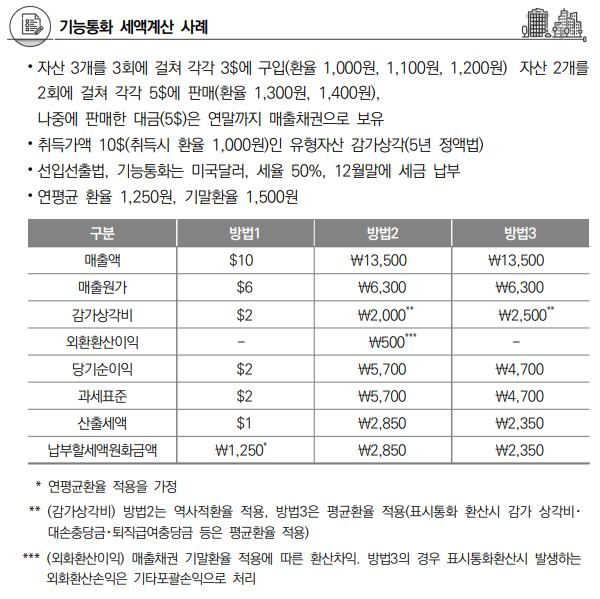 기능통화 세액계산 사례
• 자산 3개를 3회에 걸쳐 각각 3$에 구입(환율 1,000원, 1,100원, 1,200원) 자산 2개를
2회에 걸쳐 각각 5$에 판매(환율 1,300원, 1,400원),
나중에 판매한 대금(5$)은 연말까지 매출채권으로 보유
• 취득가액 10$(취득시 환율 1,000원)인 유형자산 감가상각(5년 정액법)
• 선입선출법, 기능통화는 미국달러, 세율 50%, 12월말에 세금 납부
• 연평균 환율 1,250원, 기말환율 1,500원
구분 방법1 방법2 방법3
매출액 $10 ₩13,500 ₩13,500
매출원가 $6 ₩6,300 ₩6,300
감가상각비 $2 ₩2,000** ₩2,500**
외환환산이익 - ₩500*** -
당기순이익 $2 ₩5,700 ₩4,700
과세표준 $2 ₩5,700 ₩4,700
산출세액 $1 ₩2,850 ₩2,350
납부할세액원화금액 ₩1,250* ₩2,850 ₩2,350
* 연평균환율 적용을 가정
** (감가상각비) 방법2는 역사적환율 적용, 방법3은 평균환율 적용(표시통화 환산시 감가 상각비·
대손충당금·퇴직급여충당금 등은 평균환율 적용)
*** (외화환산이익) 매출채권 기말환율 적용에 따른 환산차익. 방법3의 경우 표시통화환산시 발생하는
외화환산손익은 기타포괄손익으로 처리